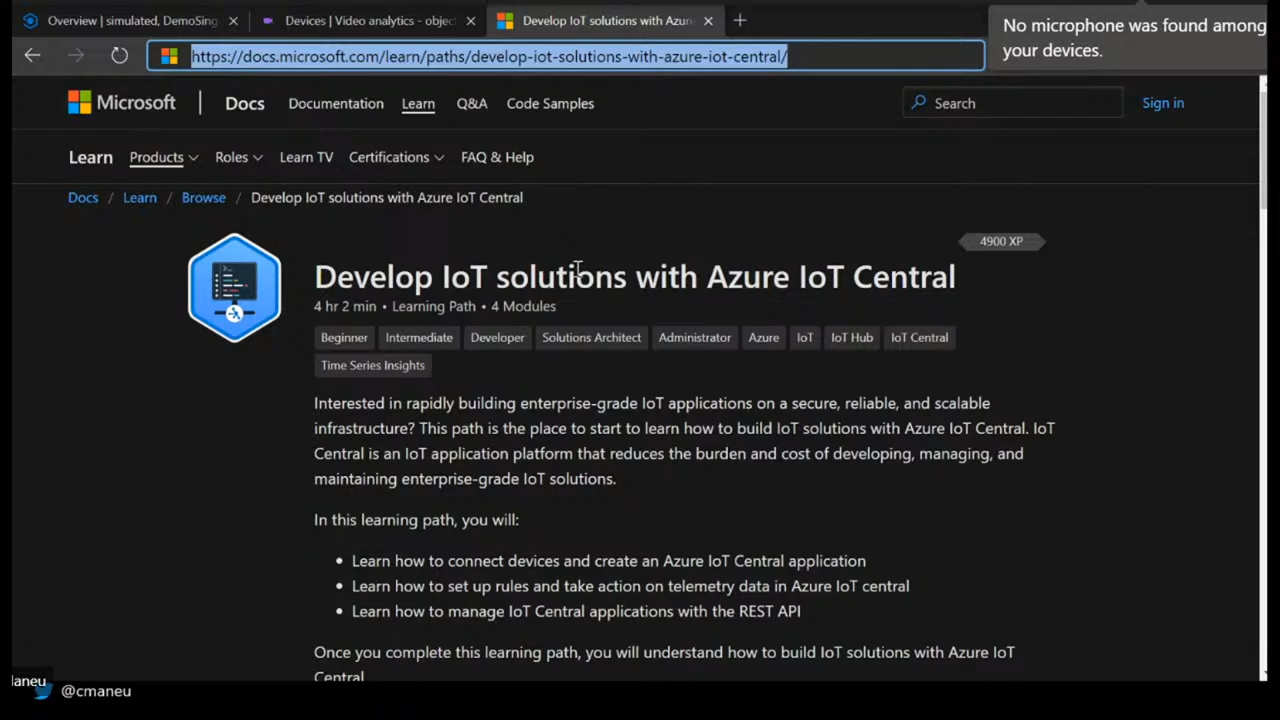 Overview | simulated, DemoSing
Devices | Video analytics - objec
Develop IoT solutions with Azur
No microphone was found among
your devices.
https://docs.microsoft.com/learn/paths/develop-iot-solutions-with-azure-iot-central/
Microsoft
Docs
Documentation
Learn
Q&A
Code Samples
Search
Sign in
Learn
Products
Roles
Learn TV
Certifications
FAQ & Help
Docs / Learn / Browse / Develop IoT solutions with Azure IoT Central
4900 XP
Develop IoT solutions with Azure IoT Central
4 hr 2 min • Learning Path • 4 Modules
Beginner
Intermediate
Developer
Solutions Architect
Administrator
Azure
IoT
IoT Hub
IoT Central
Time Series Insights
Interested in rapidly building enterprise-grade IoT applications on a secure, reliable, and scalable
infrastructure? This path is the place to start to learn how to build IoT solutions with Azure IoT Central. IoT
Central is an IoT application platform that reduces the burden and cost of developing, managing, and
maintaining enterprise-grade IoT solutions.
In this learning path, you will:
• Learn how to connect devices and create an Azure IoT Central application
• Learn how to set up rules and take action on telemetry data in Azure IoT central
• Learn how to manage IoT Central applications with the REST API
Once you complete this learning path, you will understand how to build IoT solutions with Azure IoT
Central
aneu
@cmaneu